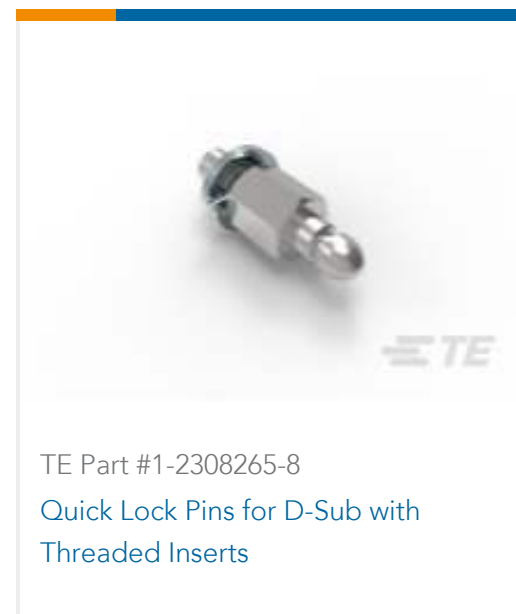 TE
TE Part #1-2308265-8
Quick Lock Pins for D-Sub with
Threaded Inserts